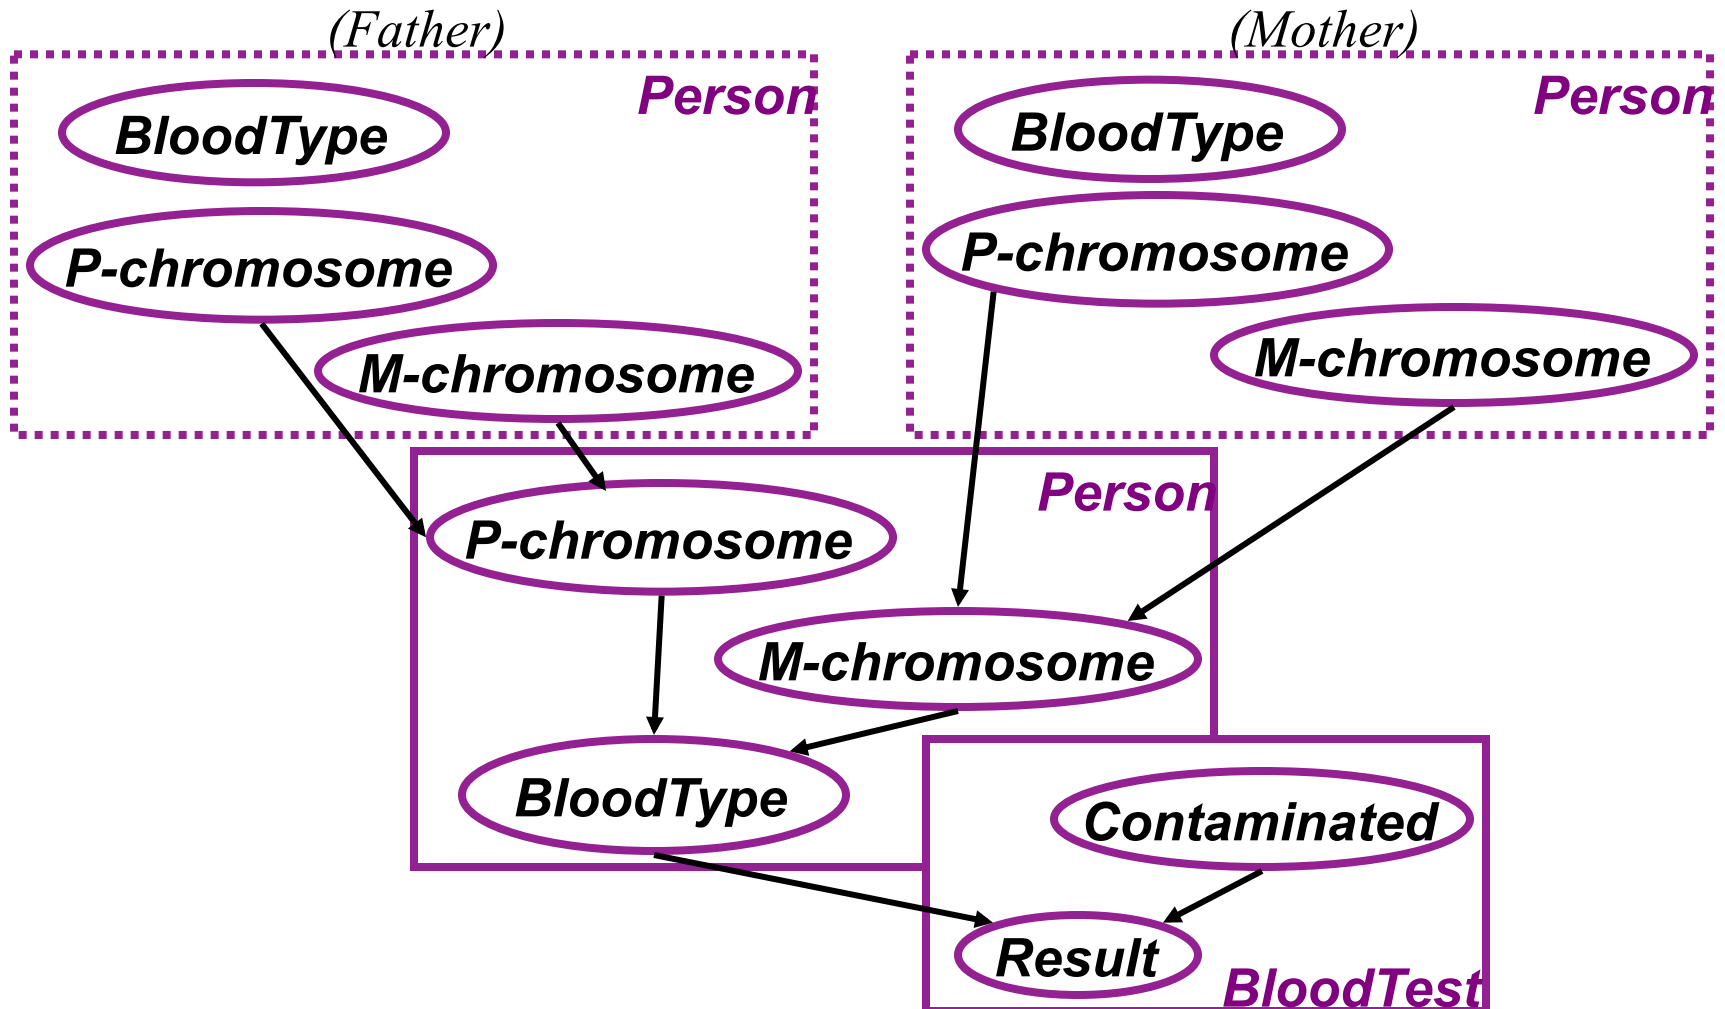 (Father)
(Mother)
Person
BloodType
P-chromosome
M-chromosome
Person
BloodType
P-chromosome
M-chromosome
Person
P-chromosome
M-chromosome
BloodType
Contaminated
Result
BloodTest